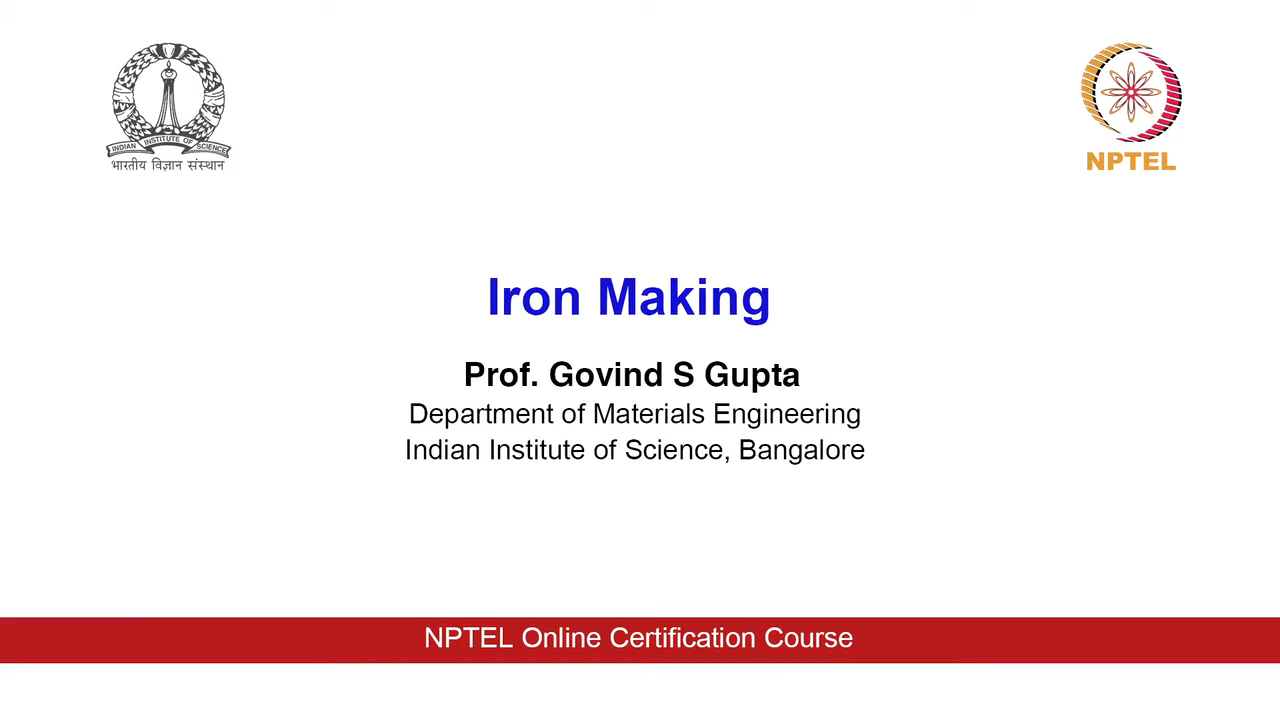 INDIAN INSTITUTE OF SCIENCE
भारतीय विज्ञान संस्थान
NPTEL
Iron Making
Prof. Govind S Gupta
Department of Materials Engineering
Indian Institute of Science, Bangalore
NPTEL Online Certification Course